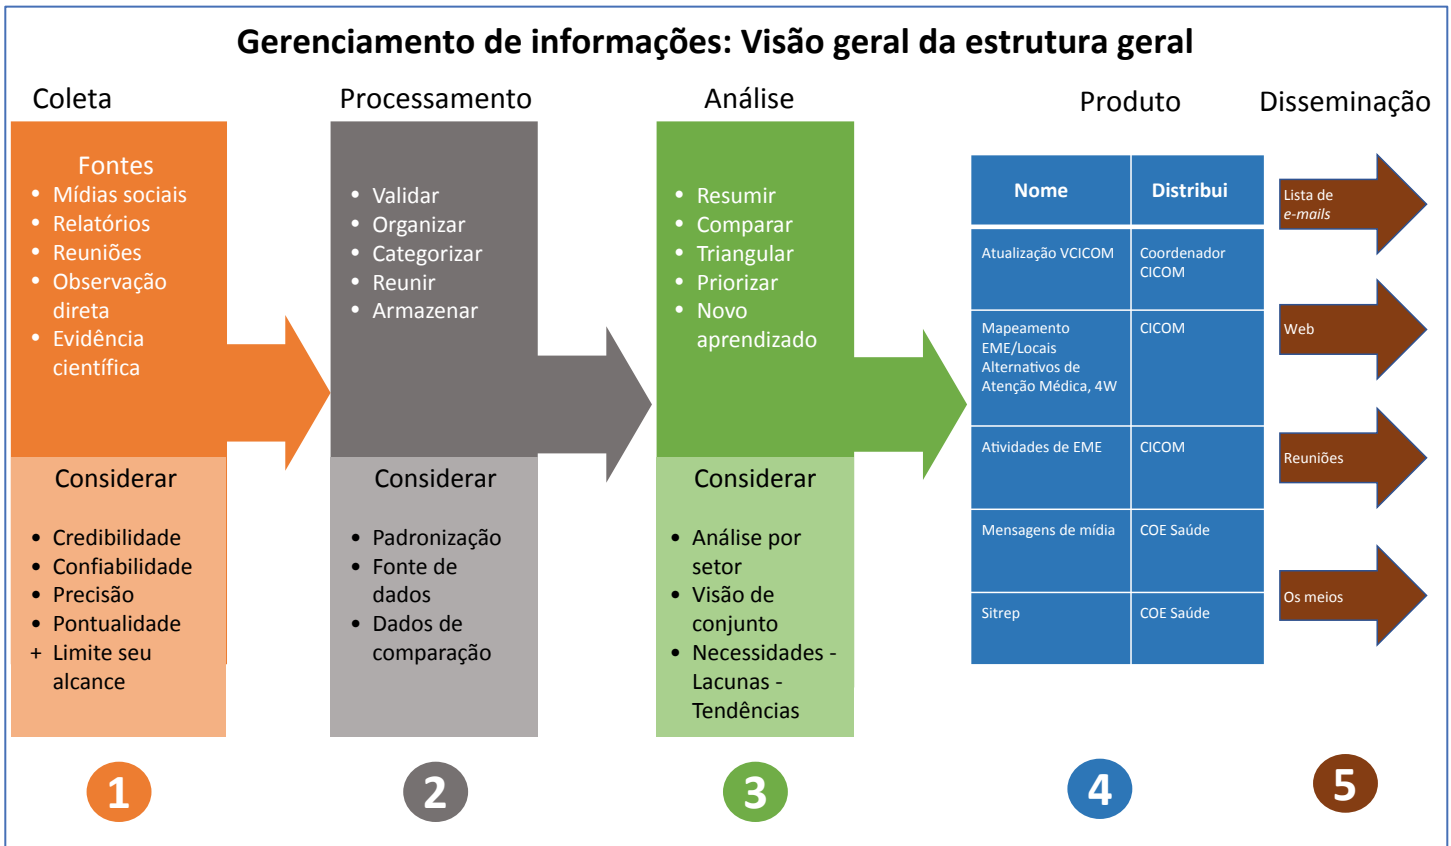 Gerenciamento de informações: Visão geral da estrutura geral
Coleta
Fontes
• Mídias sociais
• Relatórios
• Reuniões
• Observação
direta
• Evidência
científica
Considerar
• Credibilidade
• Confiabilidade
• Precisão
• Pontualidade
+ Limite seu
alcance
1
Processamento
• Validar
• Organizar
• Categorizar
• Reunir
• Armazenar
Considerar
• Padronização
• Fonte de
dados
• Dados de
comparação
2
Análise
• Resumir
• Comparar
• Triangular
• Priorizar
• Novo
aprendizado
Considerar
• Análise por
setor
• Visão de
conjunto
• Necessidades -
Lacunas -
Tendências
3
Produto
Nome
Distribui
Atualização VCICOM
Coordenador
CICOM
Mapeamento
EME/Locais
Alternativos de
Atenção Médica, 4W
CICOM
Atividades de EME
CICOM
Mensagens de mídia
COE Saúde
Sitrep
COE Saúde
4
Disseminação
Lista de
e-mails
Web
Reuniões
Os meios
5